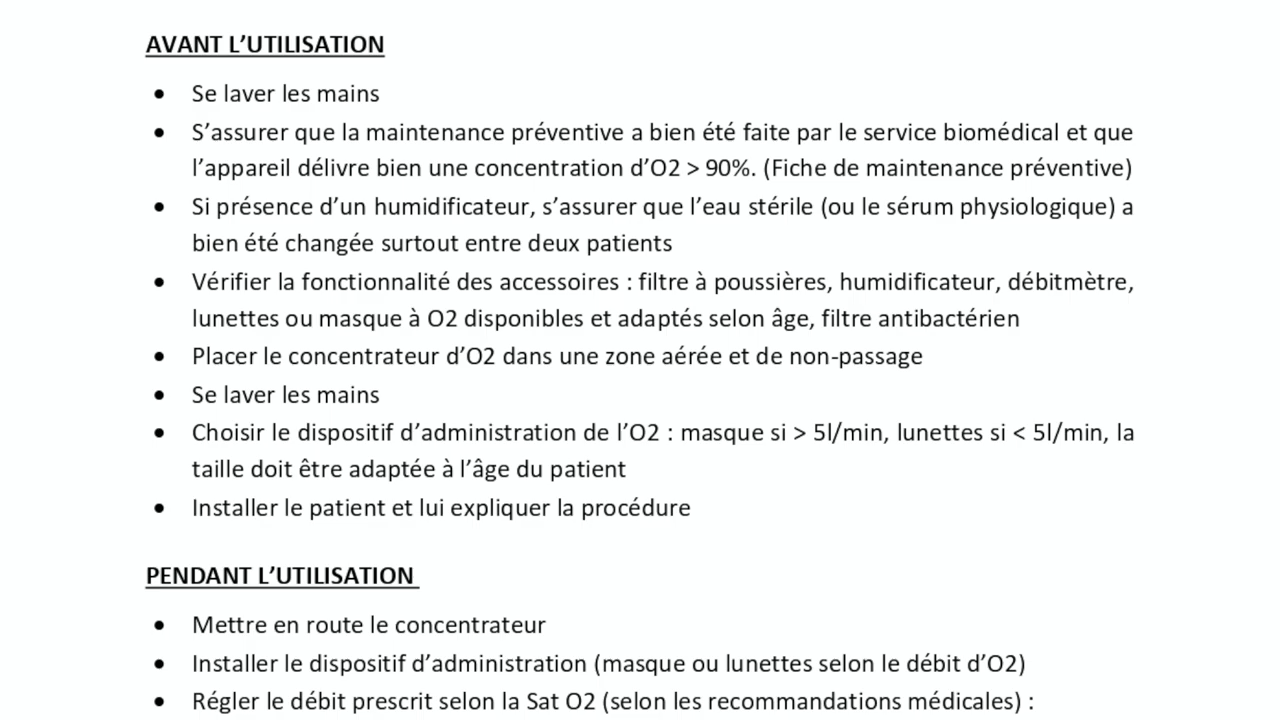 AVANT L’UTILISATION
• Se laver les mains
• S’assurer que la maintenance préventive a bien été faite par le service biomédical et que
l’appareil délivre bien une concentration d’O2 > 90%. (Fiche de maintenance préventive)
• Si présence d’un humidificateur, s’assurer que l’eau stérile (ou le sérum physiologique) a
bien été changée surtout entre deux patients
• Vérifier la fonctionnalité des accessoires : filtre à poussières, humidificateur, débitmètre,
lunettes ou masque à O2 disponibles et adaptés selon âge, filtre antibactérien
• Placer le concentrateur d’O2 dans une zone aérée et de non-passage
• Se laver les mains
• Choisir le dispositif d’administration de l’O2 : masque si > 5l/min, lunettes si < 5l/min, la
taille doit être adaptée à l’âge du patient
• Installer le patient et lui expliquer la procédure
PENDANT L’UTILISATION
• Mettre en route le concentrateur
• Installer le dispositif d’administration (masque ou lunettes selon le débit d’O2)
• Régler le débit prescrit selon la Sat O2 (selon les recommandations médicales) :